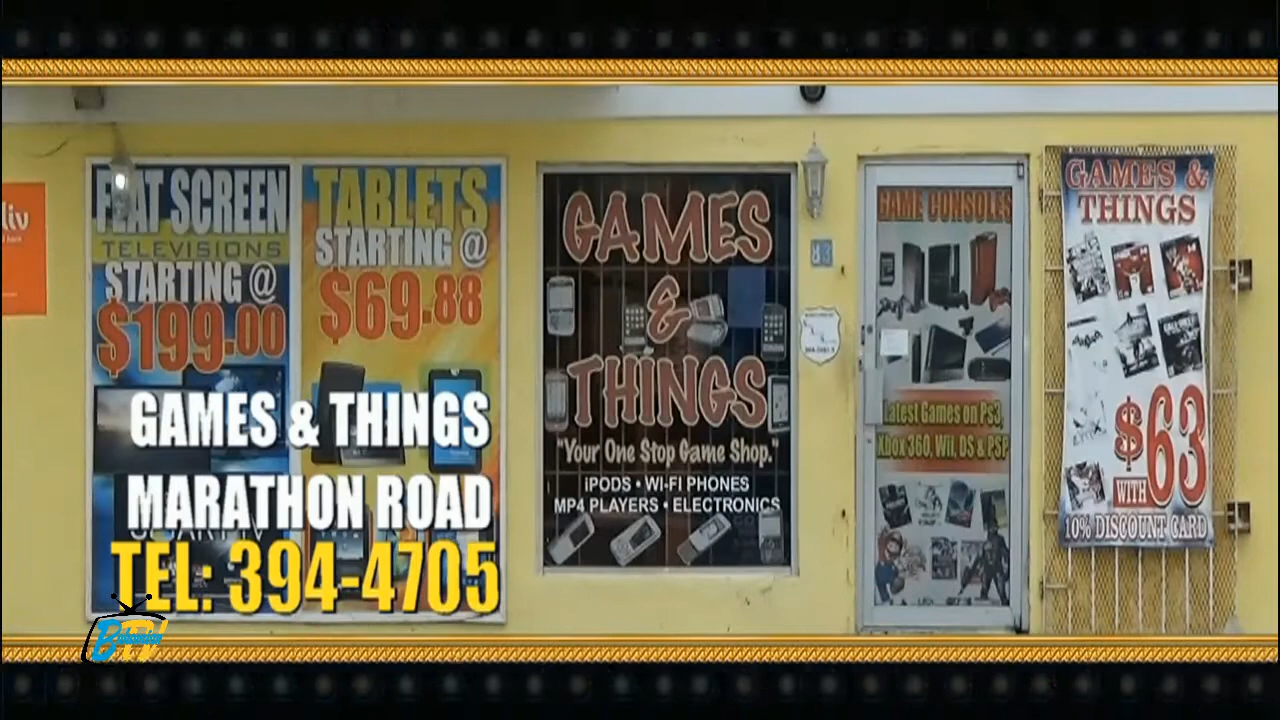 liv
FLAT SCREEN
TELEVISIONS
STARTING @
$199.00
TABLETS
STARTING @
$69.88
GAMES & THINGS
MARATHON ROAD
TEL: 394-4705
GAMES
&
THINGS
"Your One Stop Game Shop."
iPODS • WI-FI PHONES
MP4 PLAYERS • ELECTRONICS
GAME CONSOLES
Latest Games on Ps3,
Xbox 360, Wii, DS & PSP
GAMES &
THINGS
$63
WITH
10% DISCOUNT CARD